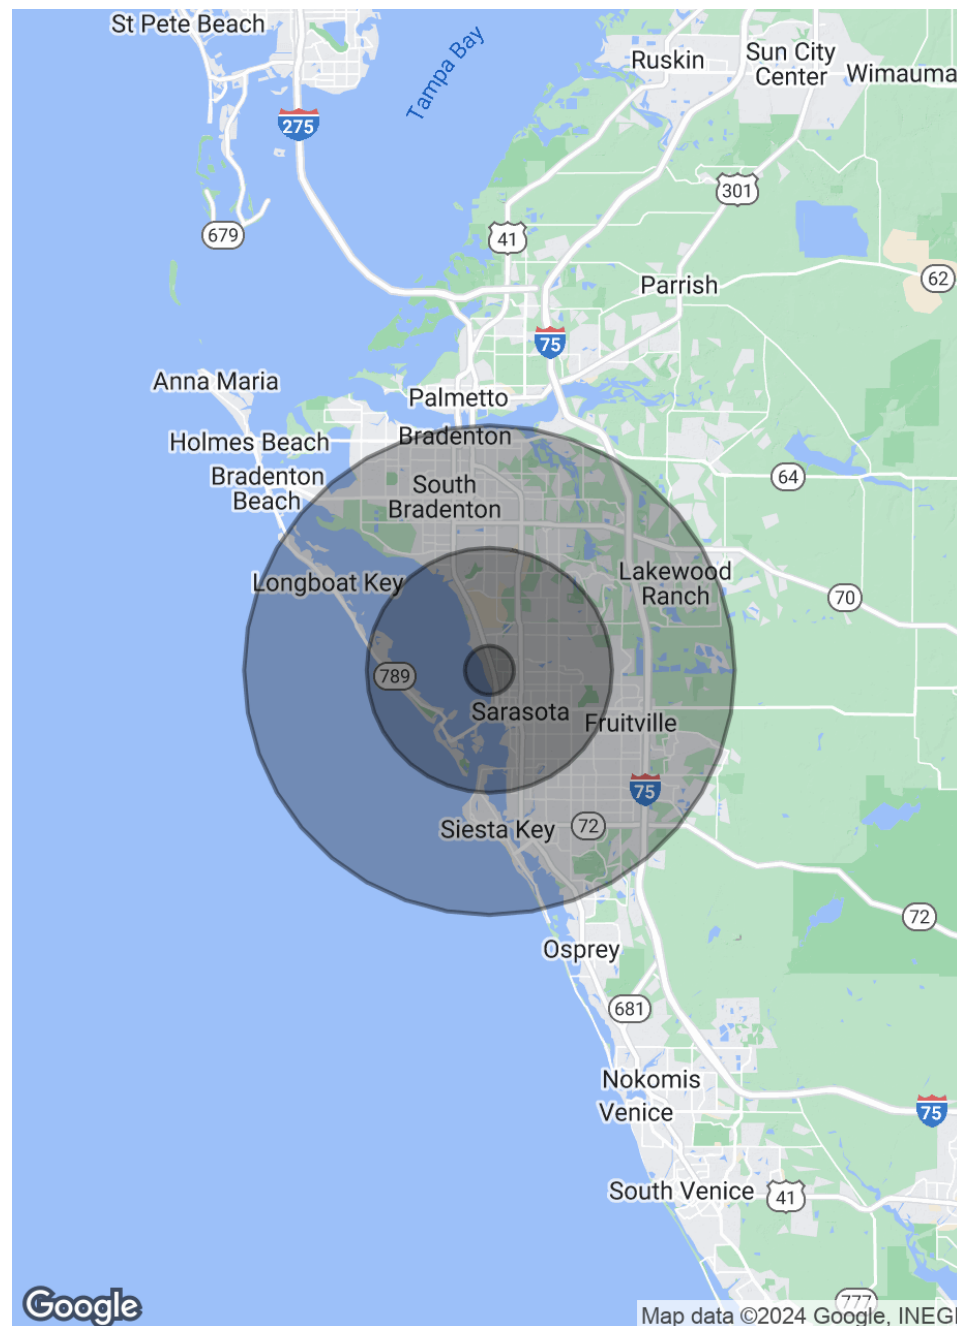 St Pete Beach
Tampa Bay
Ruskin
Sun City
Center
Wimauma
275
301
679
41
62
Parrish
75
Anna Maria
Palmetto
Holmes Beach
Bradenton
Bradenton
Beach
64
South
Bradenton
Longboat Key
Lakewood
Ranch
70
789
Sarasota
Fruitville
75
Siesta Key
72
72
Osprey
681
Nokomis
Venice
75
South Venice
41
777
Google
Map data ©2024 Google, INEGI